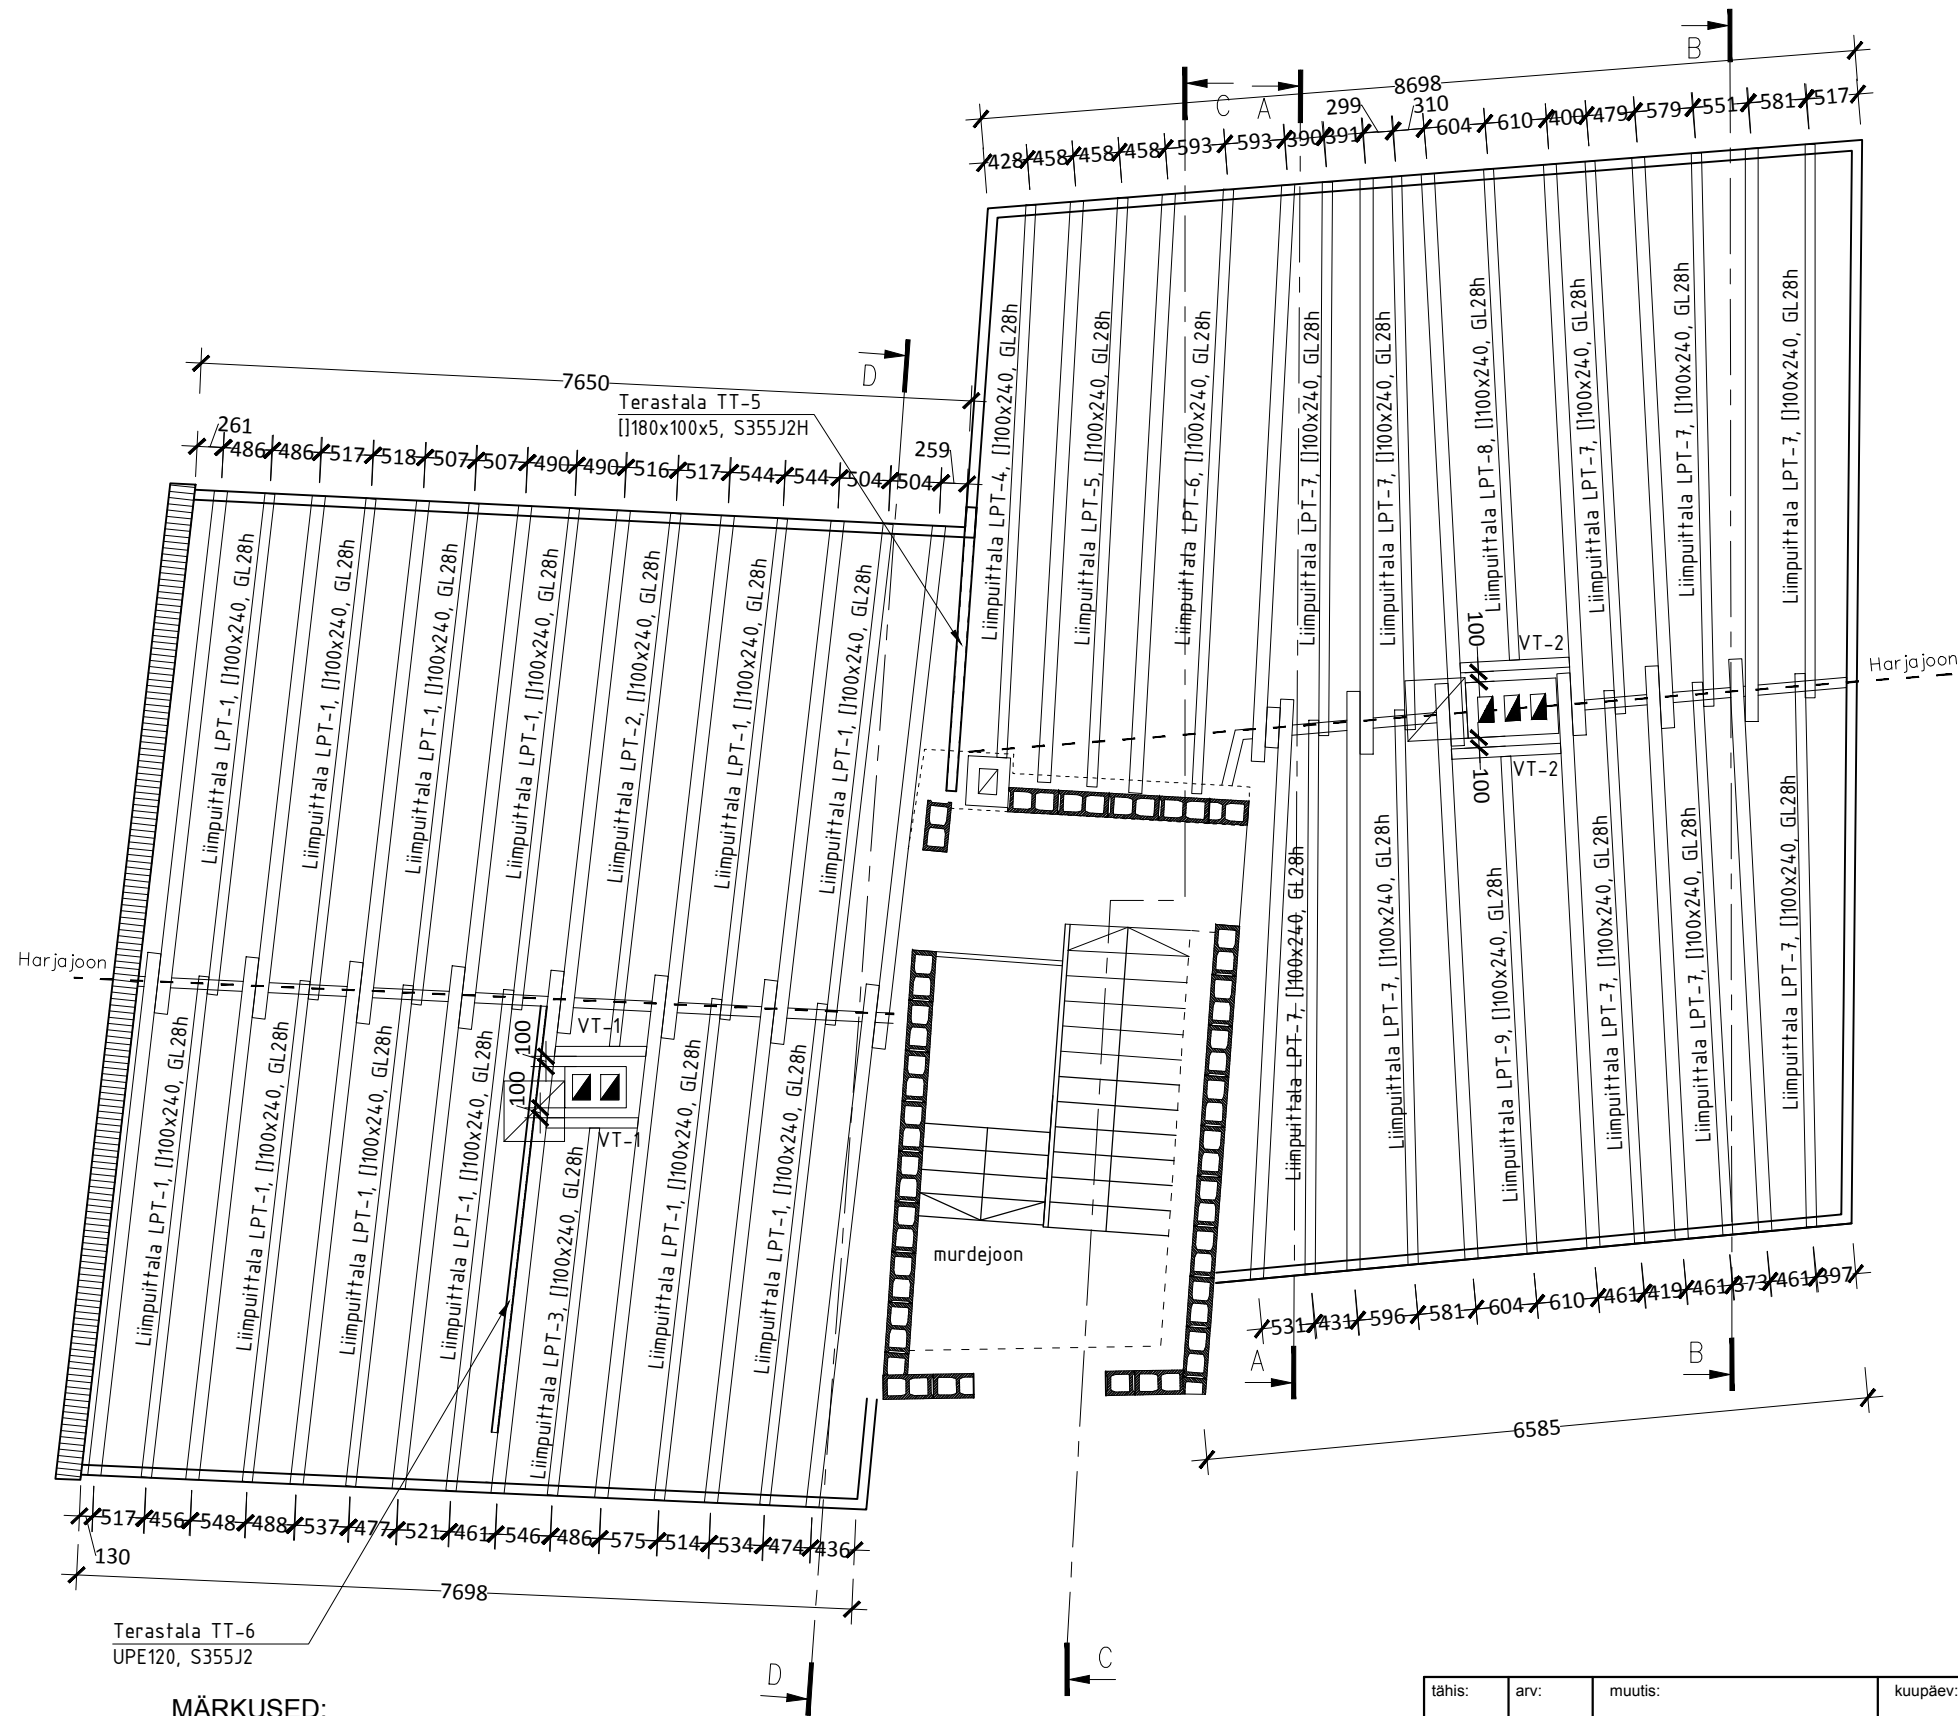 B
8698
C
A
299
310
428 458 458 458 593 593 390 391 604 610 400 479 579 551 581 517
D
7650
Terastala TT-5
[]180x100x5, S355J2H
261
486 486 517 518 507 507 490 490 516 517 544 544 504 504
259
Liimpuittala LPT-4, []100x240, GL28h
Liimpuittala LPT-5, []100x240, GL28h
Liimpuittala LPT-6, []100x240, GL28h
Liimpuittala LPT-7, []100x240, GL28h
Liimpuittala LPT-7, []100x240, GL28h
Liimpuittala LPT-8, []100x240, GL28h
Liimpuittala LPT-7, []100x240, GL28h
Liimpuittala LPT-7, []100x240, GL28h
Liimpuittala LPT-7, []100x240, GL28h
Liimpuittala LPT-1, []100x240, GL28h
Liimpuittala LPT-1, []100x240, GL28h
Liimpuittala LPT-1, []100x240, GL28h
Liimpuittala LPT-1, []100x240, GL28h
Liimpuittala LPT-2, []100x240, GL28h
Liimpuittala LPT-1, []100x240, GL28h
Liimpuittala LPT-1, []100x240, GL28h
100
VT-2
Harjajoon
VT-2
100
Harjajoon
Liimpuittala LPT-7, []100x240, GL28h
Liimpuittala LPT-7, []100x240, GL28h
Liimpuittala LPT-9, []100x240, GL28h
Liimpuittala LPT-7, []100x240, GL28h
Liimpuittala LPT-7, []100x240, GL28h
Liimpuittala LPT-7, []100x240, GL28h
100
VT-1
100
VT-1
Liimpuittala LPT-1, []100x240, GL28h
Liimpuittala LPT-1, []100x240, GL28h
Liimpuittala LPT-1, []100x240, GL28h
Liimpuittala LPT-1, []100x240, GL28h
Liimpuittala LPT-3, []100x240, GL28h
Liimpuittala LPT-1, []100x240, GL28h
Liimpuittala LPT-1, []100x240, GL28h
murdejoon
531 431 596 581 604 610 461 419 461 373 461 397
A
B
6585
517 456 548 488 537 477 521 461 546 486 575 514 534 474 436
130
7698
Terastala TT-6
UPE120, S355J2
D
C
MÄRKUSED:
tähis: arv: muutis: kuupäev: